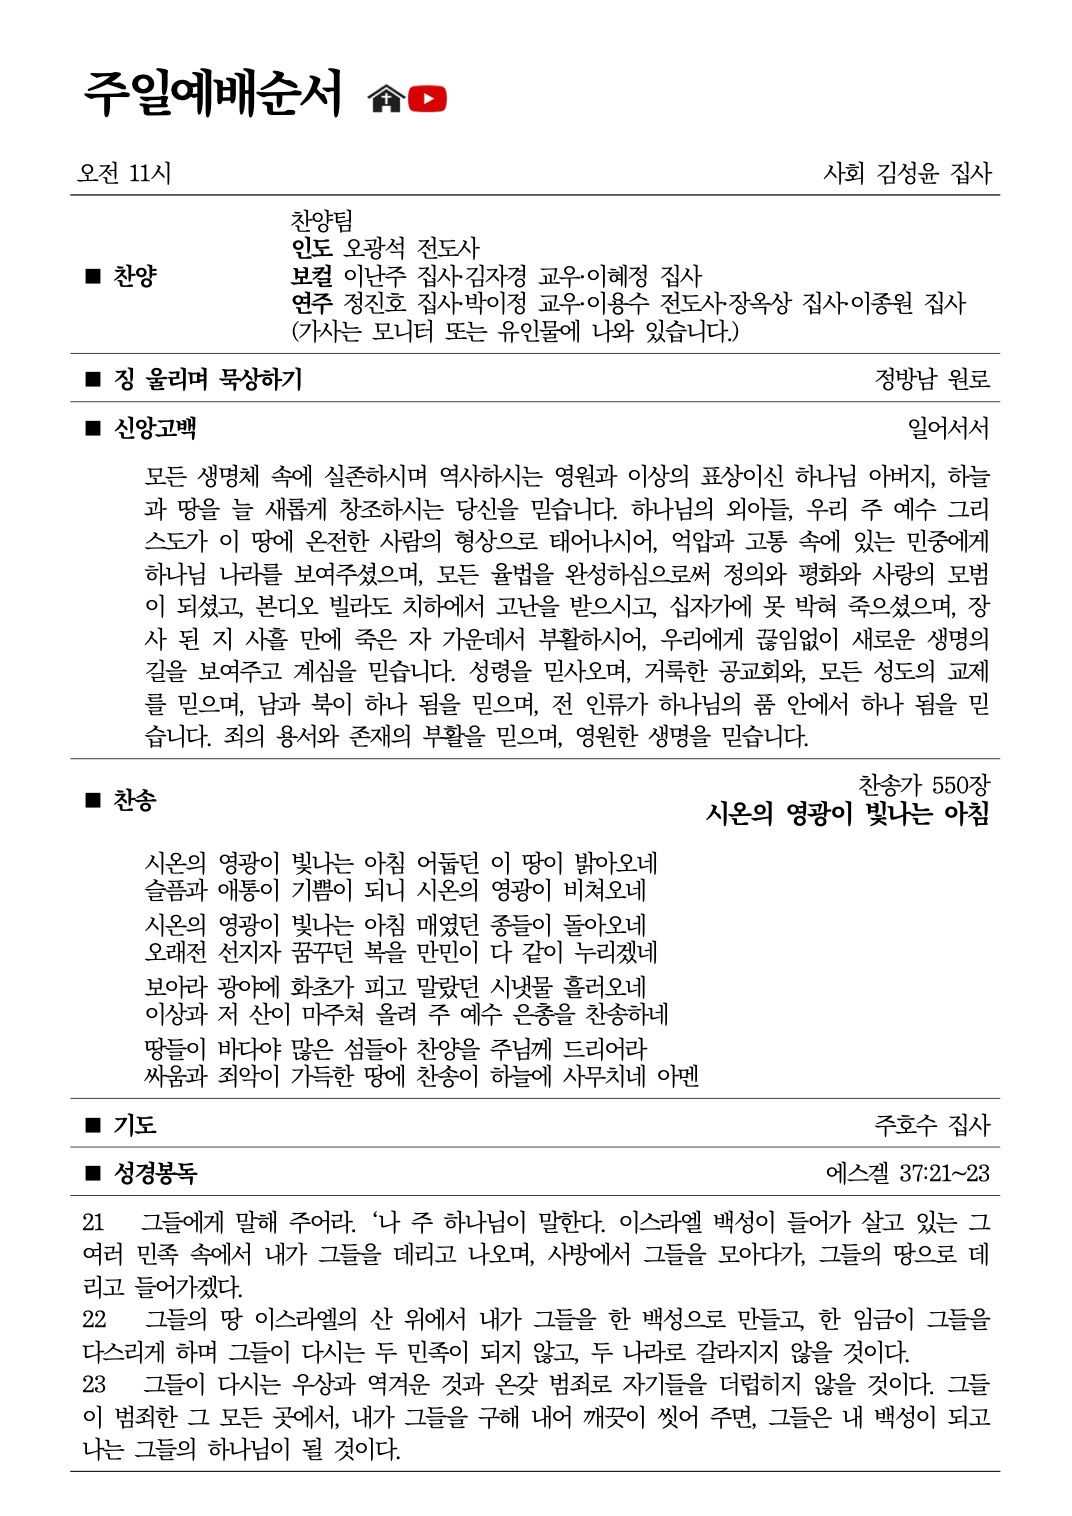 주일예배순서
오전 11시 사회 김성윤 집사
찬양팀
인도 오광석 전도사
■ 찬양 보컬 이난주 집사·김자경 교우·이혜정 집사
연주 정진호 집사·박이정 교우·이용수 전도사·장옥상 집사·이종원 집사
(가사는 모니터 또는 유인물에 나와 있습니다.)
■ 징 울리며 묵상하기 정방남 원로
■ 신앙고백 일어서서
모든 생명체 속에 실존하시며 역사하시는 영원과 이상의 표상이신 하나님 아버지, 하늘
과 땅을 늘 새롭게 창조하시는 당신을 믿습니다. 하나님의 외아들, 우리 주 예수 그리
스도가 이 땅에 온전한 사람의 형상으로 태어나시어, 억압과 고통 속에 있는 민중에게
하나님 나라를 보여주셨으며, 모든 율법을 완성하심으로써 정의와 평화와 사랑의 모범
이 되셨고, 본디오 빌라도 치하에서 고난을 받으시고, 십자가에 못 박혀 죽으셨으며, 장
사 된 지 사흘 만에 죽은 자 가운데서 부활하시어, 우리에게 끊임없이 새로운 생명의
길을 보여주고 계심을 믿습니다. 성령을 믿사오며, 거룩한 공교회와, 모든 성도의 교제
를 믿으며, 남과 북이 하나 됨을 믿으며, 전 인류가 하나님의 품 안에서 하나 됨을 믿
습니다. 죄의 용서와 존재의 부활을 믿으며, 영원한 생명을 믿습니다.
■ 찬송 찬송가 550장
시온의 영광이 빛나는 아침
시온의 영광이 빛나는 아침 어둡던 이 땅이 밝아오네
슬픔과 애통이 기쁨이 되니 시온의 영광이 비쳐오네
시온의 영광이 빛나는 아침 매였던 종들이 돌아오네
오래전 선지자 꿈꾸던 복을 만민이 다 같이 누리겠네
보아라 광야에 화초가 피고 말랐던 시냇물 흘러오네
이상과 저 산이 마주쳐 올려 주 예수 은총을 찬송하네
땅들이 바다야 많은 섬들아 찬양을 주님께 드리어라
싸움과 죄악이 가득한 땅에 찬송이 하늘에 사무치네 아멘
■ 기도 주호수 집사
■ 성경봉독 에스겔 37:21~23
21 그들에게 말해 주어라. ‘나 주 하나님이 말한다. 이스라엘 백성이 들어가 살고 있는 그
여러 민족 속에서 내가 그들을 데리고 나오며, 사방에서 그들을 모아다가, 그들의 땅으로 데
리고 들어가겠다.
22 그들의 땅 이스라엘의 산 위에서 내가 그들을 한 백성으로 만들고, 한 임금이 그들을
다스리게 하며 그들이 다시는 두 민족이 되지 않고, 두 나라로 갈라지지 않을 것이다.
23 그들이 다시는 우상과 역겨운 것과 온갖 범죄로 자기들을 더럽히지 않을 것이다. 그들
이 범죄한 그 모든 곳에서, 내가 그들을 구해 내어 깨끗이 씻어 주면, 그들은 내 백성이 되고
나는 그들의 하나님이 될 것이다.